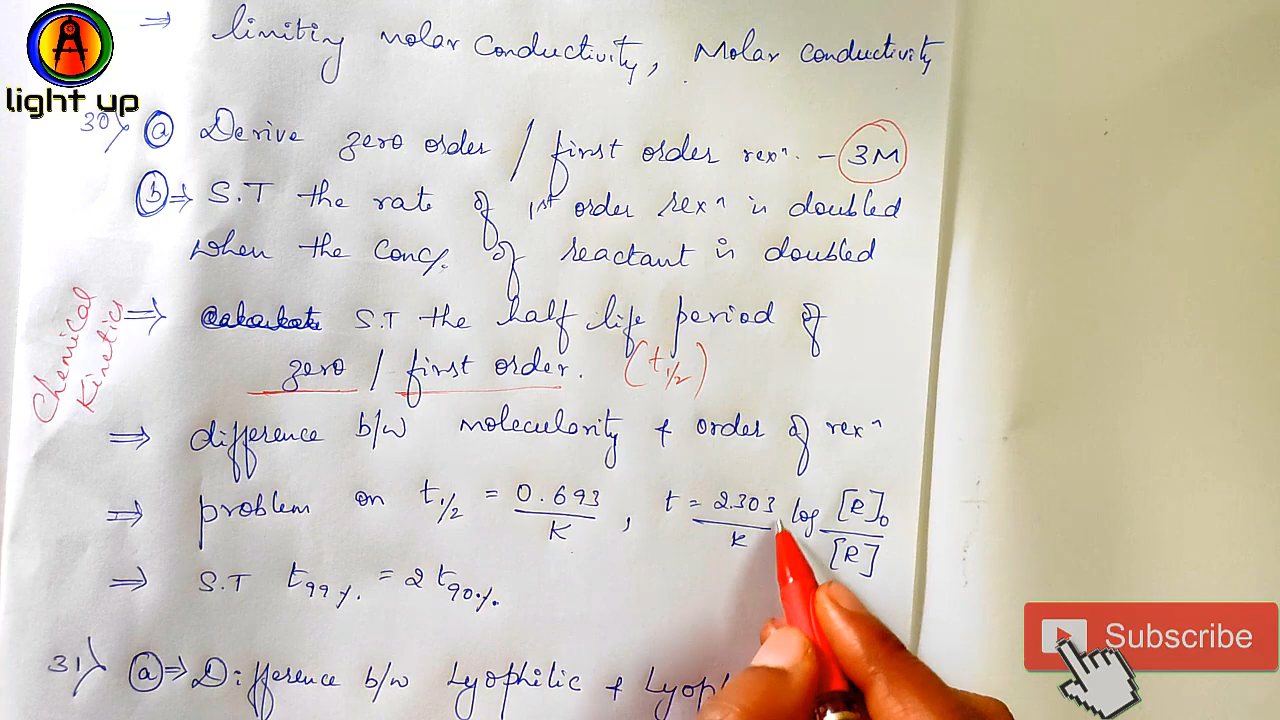 light up
⇒ limiting molar Conductivity, Molar conductivity
30) (a) Derive zero order / first order rexⁿ. - 3M
(b) ⇒ S.T the rate of 1st order rexⁿ is doubled
when the conc. of reactant is doubled
Chemical
Kinetics
⇒ S.T the half life period of
zero / first order. (t1/2)
⇒ difference b/w molecularity & order of rexⁿ
⇒ problem on t1/2 = 0.693/K, t = 2.303/k log [R]₀/[R]
⇒ S.T t99%. = 2 t90%.
31) (a) ⇒ Difference b/w Lyophilic &
Subscribe